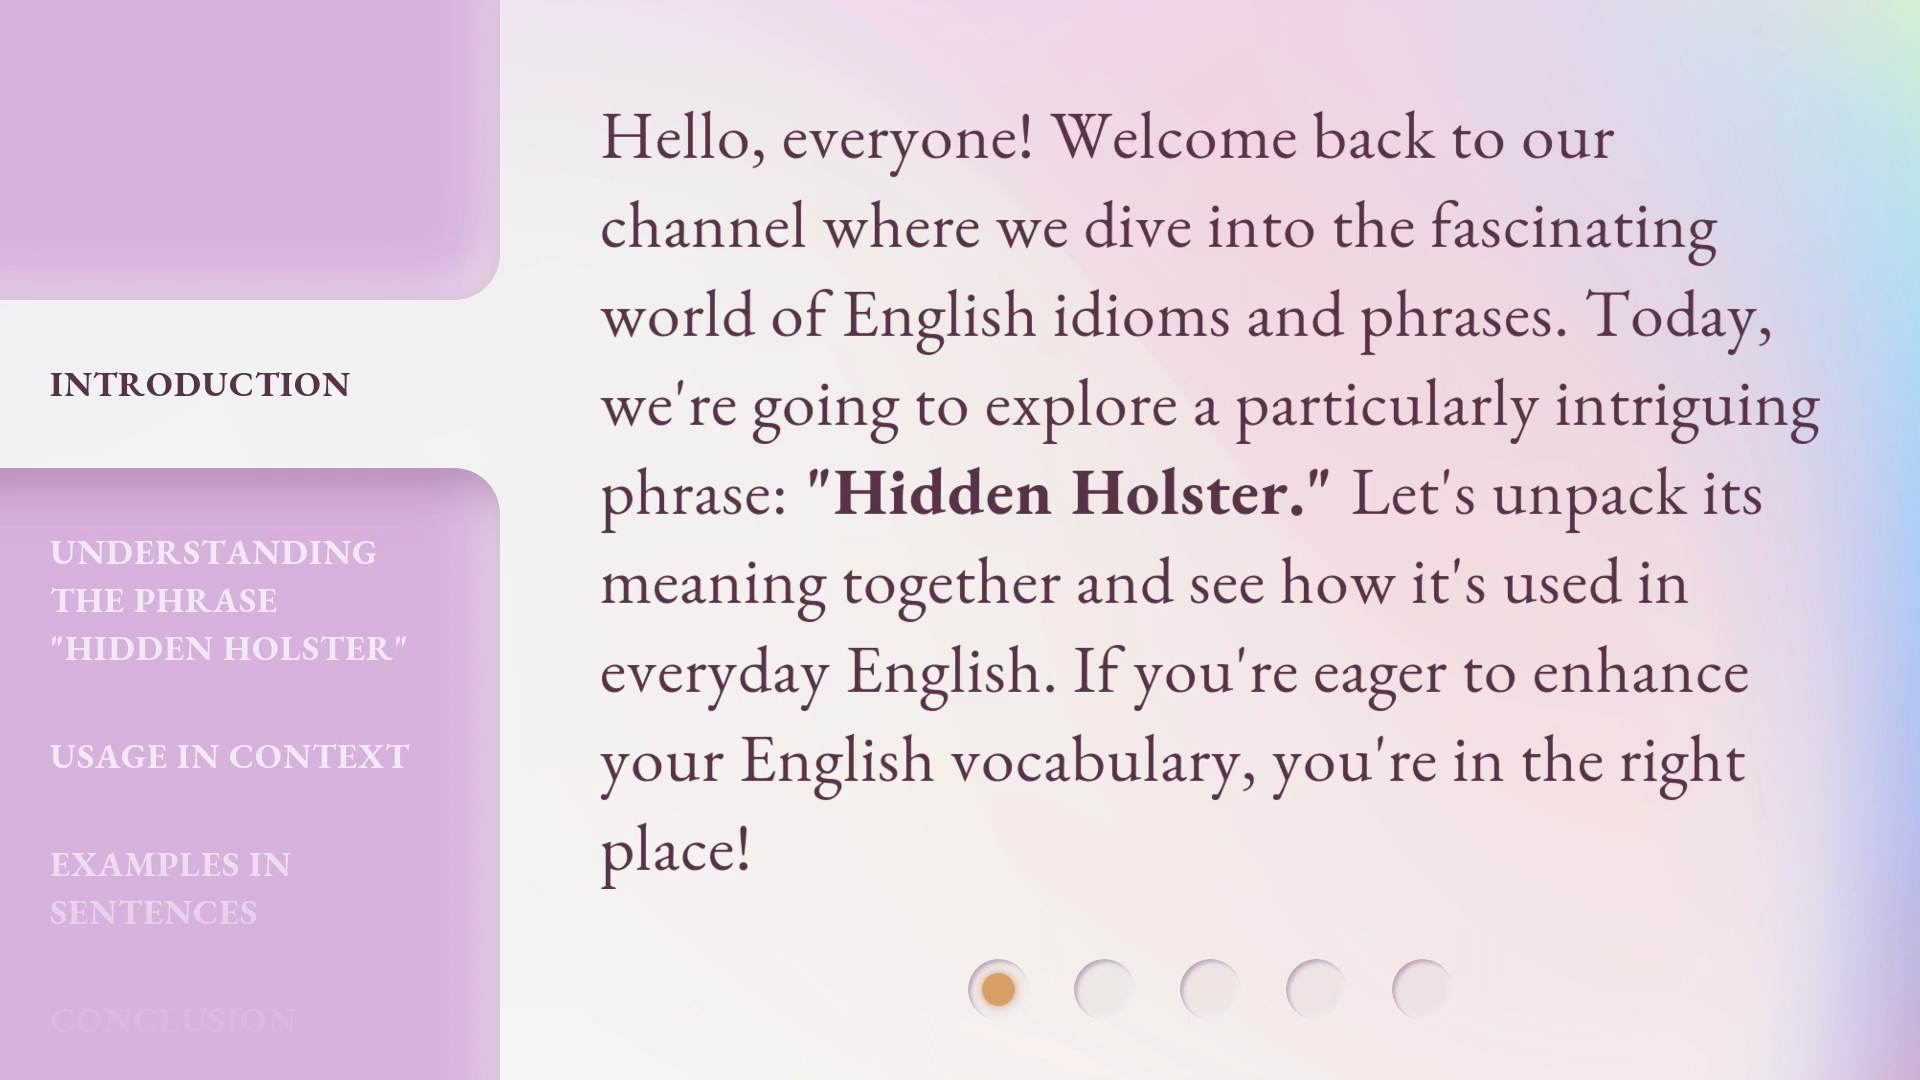 INTRODUCTION
UNDERSTANDING
THE PHRASE
"HIDDEN HOLSTER"
USAGE IN CONTEXT
EXAMPLES IN
SENTENCES
CONCLUSION
Hello, everyone! Welcome back to our
channel where we dive into the fascinating
world of English idioms and phrases. Today,
we're going to explore a particularly intriguing
phrase: "Hidden Holster." Let's unpack its
meaning together and see how it's used in
everyday English. If you're eager to enhance
your English vocabulary, you're in the right
place!